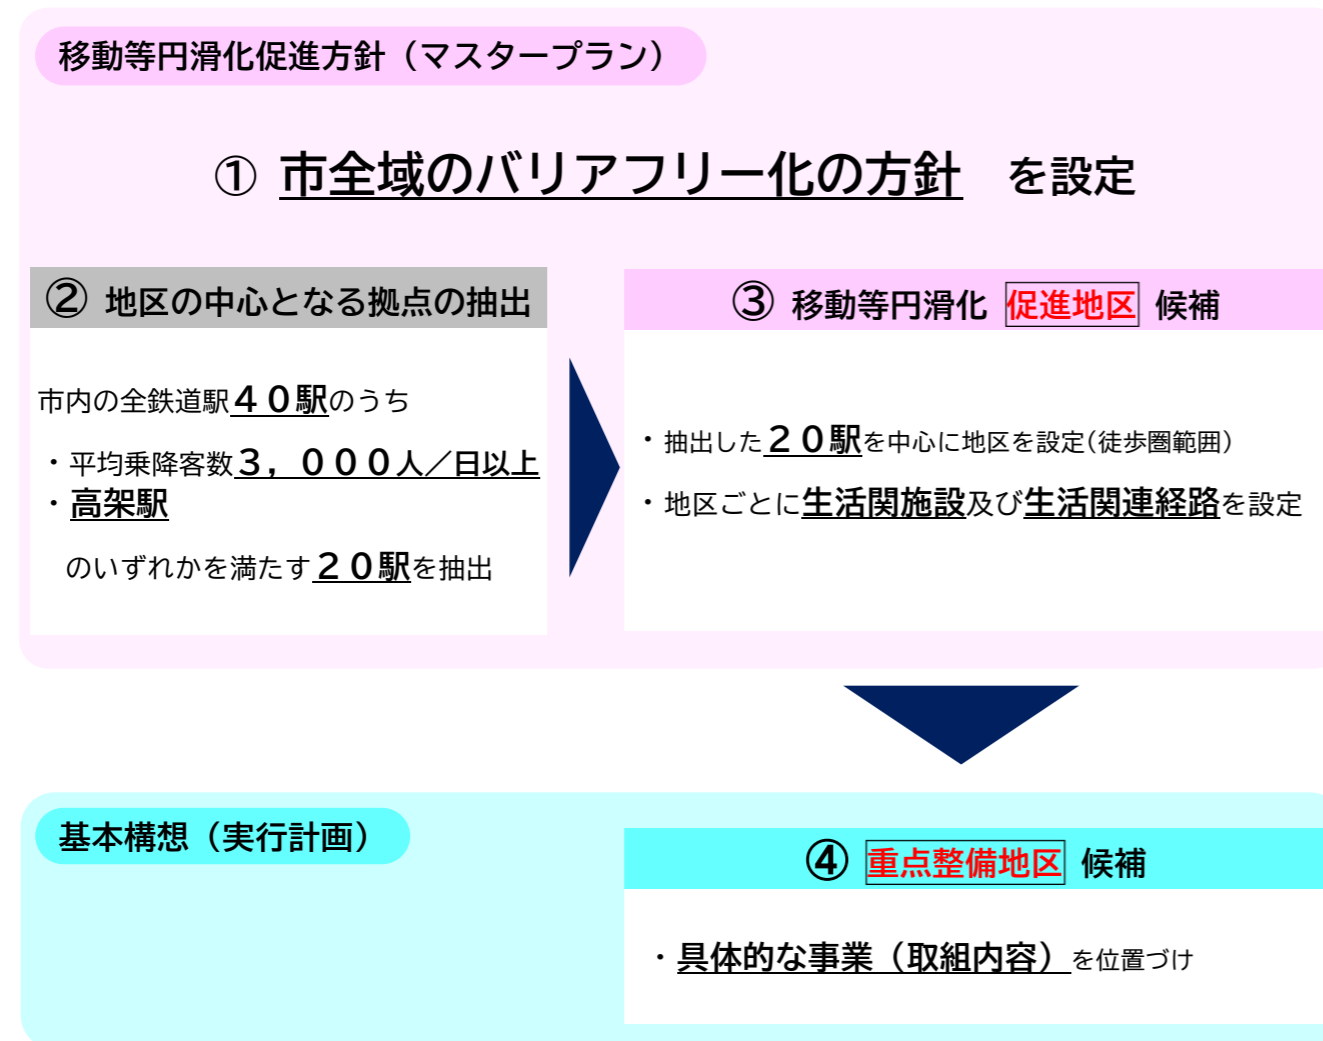 移動等円滑化促進方針（マスタープラン）
① 市全域のバリアフリー化の方針　を設定
② 地区の中心となる拠点の抽出
市内の全鉄道駅４０駅のうち
・平均乗降客数３，０００人／日以上
・高架駅
のいずれかを満たす２０駅を抽出
③ 移動等円滑化 促進地区 候補
・抽出した２０駅を中心に地区を設定(徒歩圏範囲)
・地区ごとに生活関施設及び生活関連経路を設定
基本構想（実行計画）
④ 重点整備地区 候補
・具体的な事業（取組内容）を位置づけ